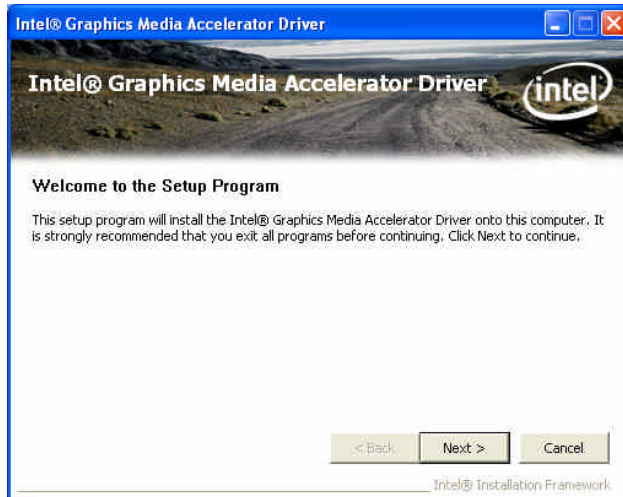 Intel® Graphics Media Accelerator Driver
Intel® Graphics Media Accelerator Driver
intel
Welcome to the Setup Program
This setup program will install the Intel® Graphics Media Accelerator Driver onto this computer. It
is strongly recommended that you exit all programs before continuing. Click Next to continue.
< Back
Next >
Cancel
Intel® Installation Framework